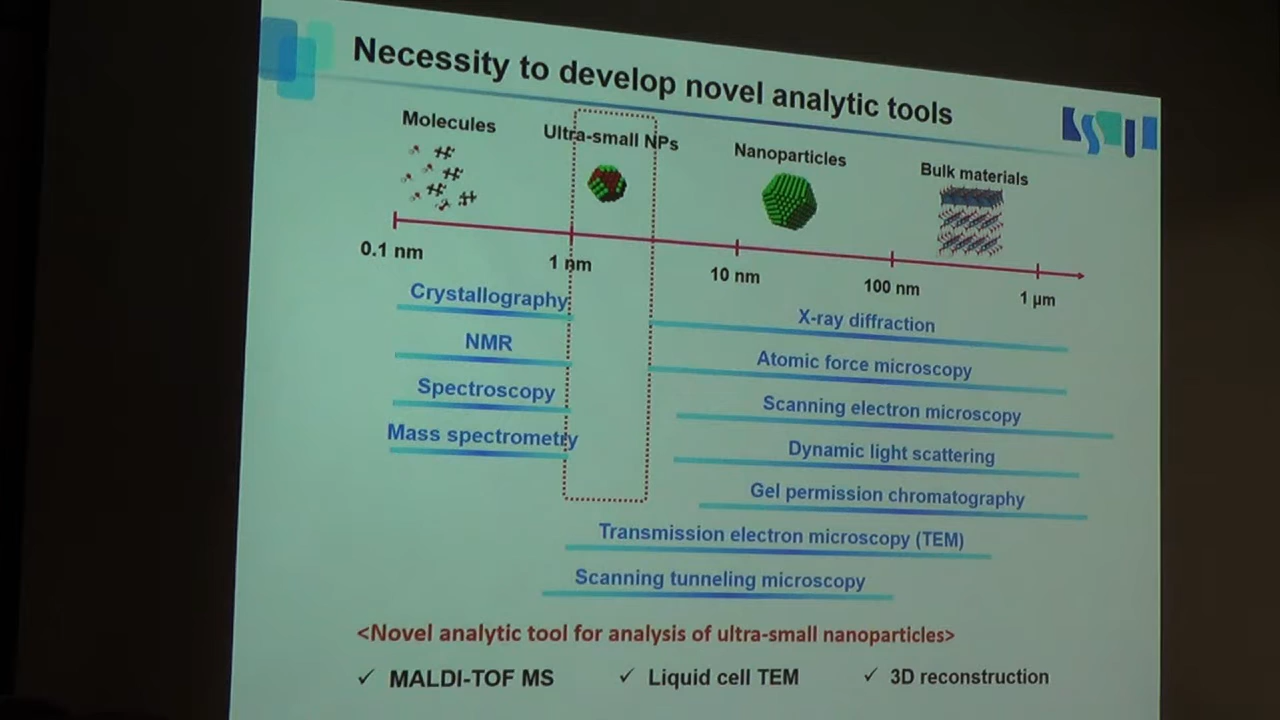 Necessity to develop novel analytic tools
Molecules
Ultra-small NPs
Nanoparticles
Bulk materials
0.1 nm
1 nm
10 nm
100 nm
1 µm
Crystallography
NMR
Spectroscopy
Mass spectrometry
X-ray diffraction
Atomic force microscopy
Scanning electron microscopy
Dynamic light scattering
Gel permission chromatography
Transmission electron microscopy (TEM)
Scanning tunneling microscopy
<Novel analytic tool for analysis of ultra-small nanoparticles>
✓ MALDI-TOF MS ✓ Liquid cell TEM ✓ 3D reconstruction